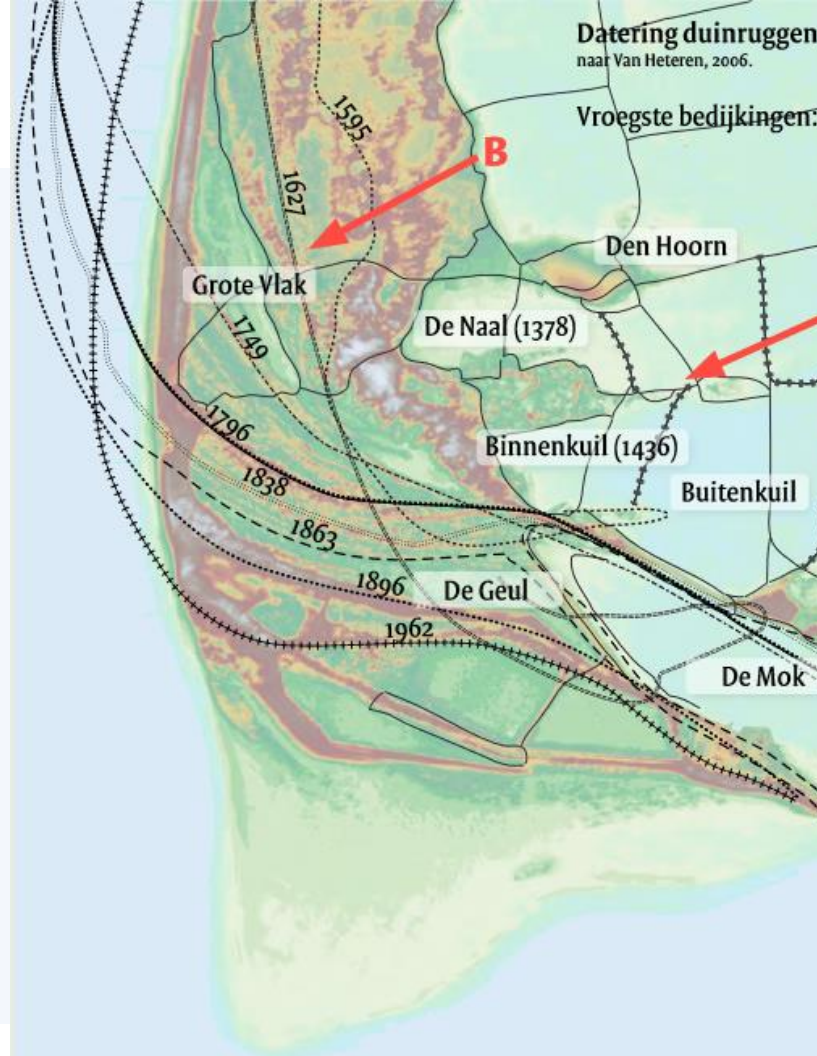 Datering duinruggen
naar Van Heteren, 2006.
Vroegste bedijkingen:
1595
B
1627
Den Hoorn
Grote Vlak
De Naal (1378)
1749
1796
Binnenkuil (1436)
1838
Buitenkuil
1863
1896
De Geul
1962
De Mok